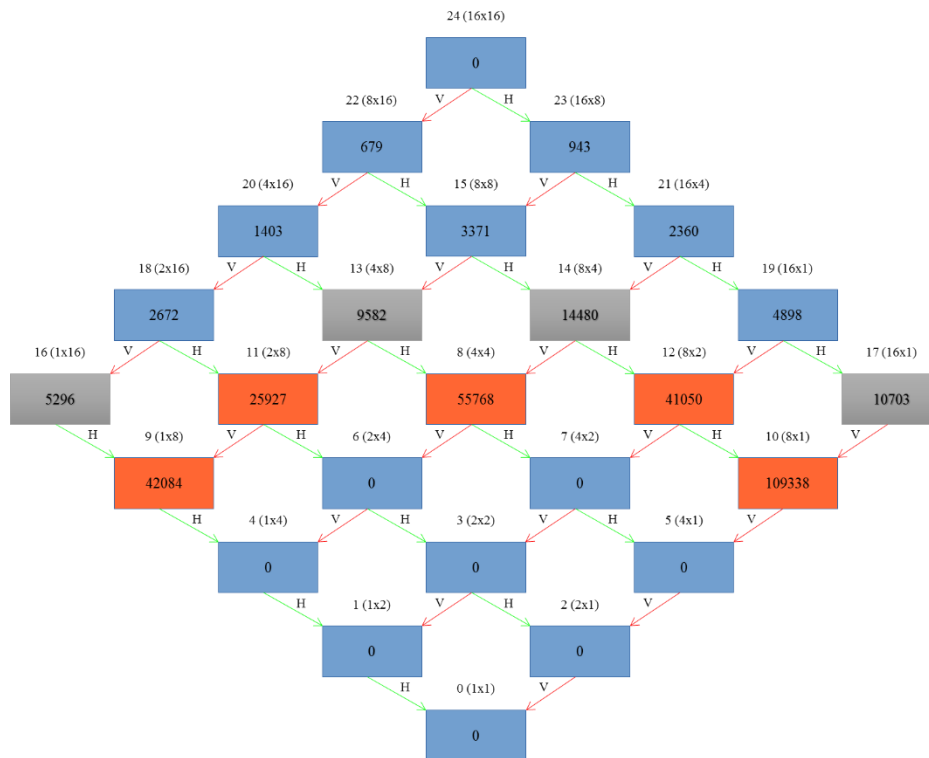 24 (16x16)
0
V H
22 (8x16) 23 (16x8)
679 943
20 (4x16) V H 15 (8x8) V H 21 (16x4)
1403 3371 2360
18 (2x16) V H 13 (4x8) V H 14 (8x4) V H 19 (16x1)
2672 9582 14480 4898
16 (1x16) V H 11 (2x8) V H 8 (4x4) V H 12 (8x2) V H 17 (16x1)
5296 25927 55768 41050 10703
H 9 (1x8) V H 6 (2x4) V H 7 (4x2) V H 10 (8x1) V
42084 0 0 109338
H 4 (1x4) V H 3 (2x2) V H 5 (4x1) V
0 0 0
H 1 (1x2) V H 2 (2x1) V
0 0
H 0 (1x1) V
0